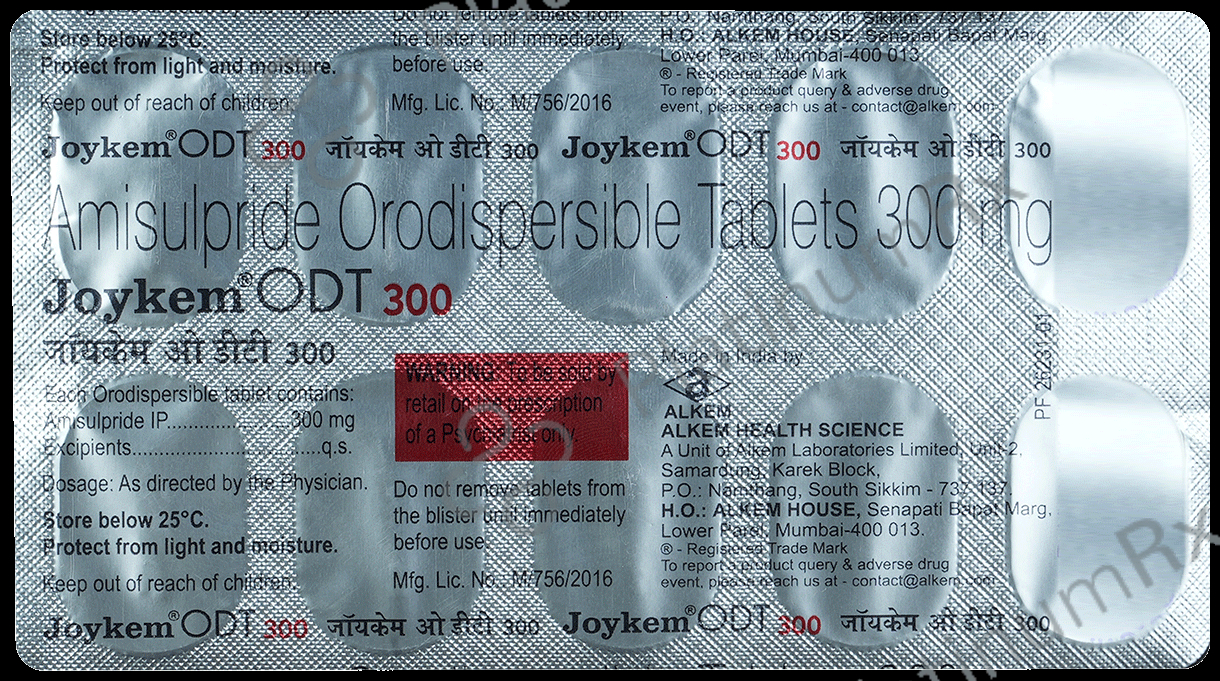 Store below 25°C.
Protect from light and moisture.
Keep out of reach of children.
Do not remove tablets from
the blister until immediately
before use.
Mfg. Lic. No.: M/756/2016
P.O.: Namthang, South Sikkim - 737 137.
H.O.: ALKEM HOUSE, Senapati Bapat Marg,
Lower Parel, Mumbai-400 013.
® - Registered Trade Mark
To report a product query & adverse drug
event, please reach us at - contact@alkem.com
Joykem® ODT 300 जॉयकेम ओ डीटी 300 Joykem® ODT 300 जॉयकेम ओ डीटी 300
Amisulpride Orodispersible Tablets 300 mg
Joykem® ODT 300
जॉयकेम ओ डीटी 300
Each Orodispersible tablet contains:
Amisulpride IP.................300 mg
Excipients..........................q.s.
Dosage: As directed by the Physician.
Store below 25°C.
Protect from light and moisture.
Keep out of reach of children.
WARNING: To be sold by
retail on the prescription
of a Psychiatrist only.
Do not remove tablets from
the blister until immediately
before use.
Mfg. Lic. No.: M/756/2016
Made in India by
a
ALKEM
ALKEM HEALTH SCIENCE
A Unit of Alkem Laboratories Limited, Unit-2,
Samardung, Karek Block,
P.O.: Namthang, South Sikkim - 737 137.
H.O.: ALKEM HOUSE, Senapati Bapat Marg,
Lower Parel, Mumbai-400 013.
® - Registered Trade Mark
To report a product query & adverse drug
event, please reach us at - contact@alkem.com
PF 26231-01
Joykem® ODT 300 जॉयकेम ओ डीटी 300 Joykem® ODT 300 जॉयकेम ओ डीटी 300